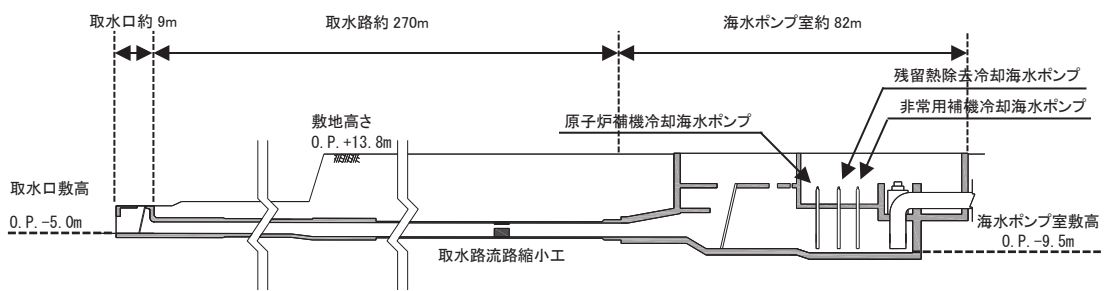 取水口約 9m
取水路約 270m
海水ポンプ室約 82m
残留熱除去冷却海水ポンプ
非常用補機冷却海水ポンプ
原子炉補機冷却海水ポンプ
敷地高さ
O.P.+13.8m
取水口敷高
O.P.-5.0m
取水路流路縮小工
海水ポンプ室敷高
O.P.-9.5m